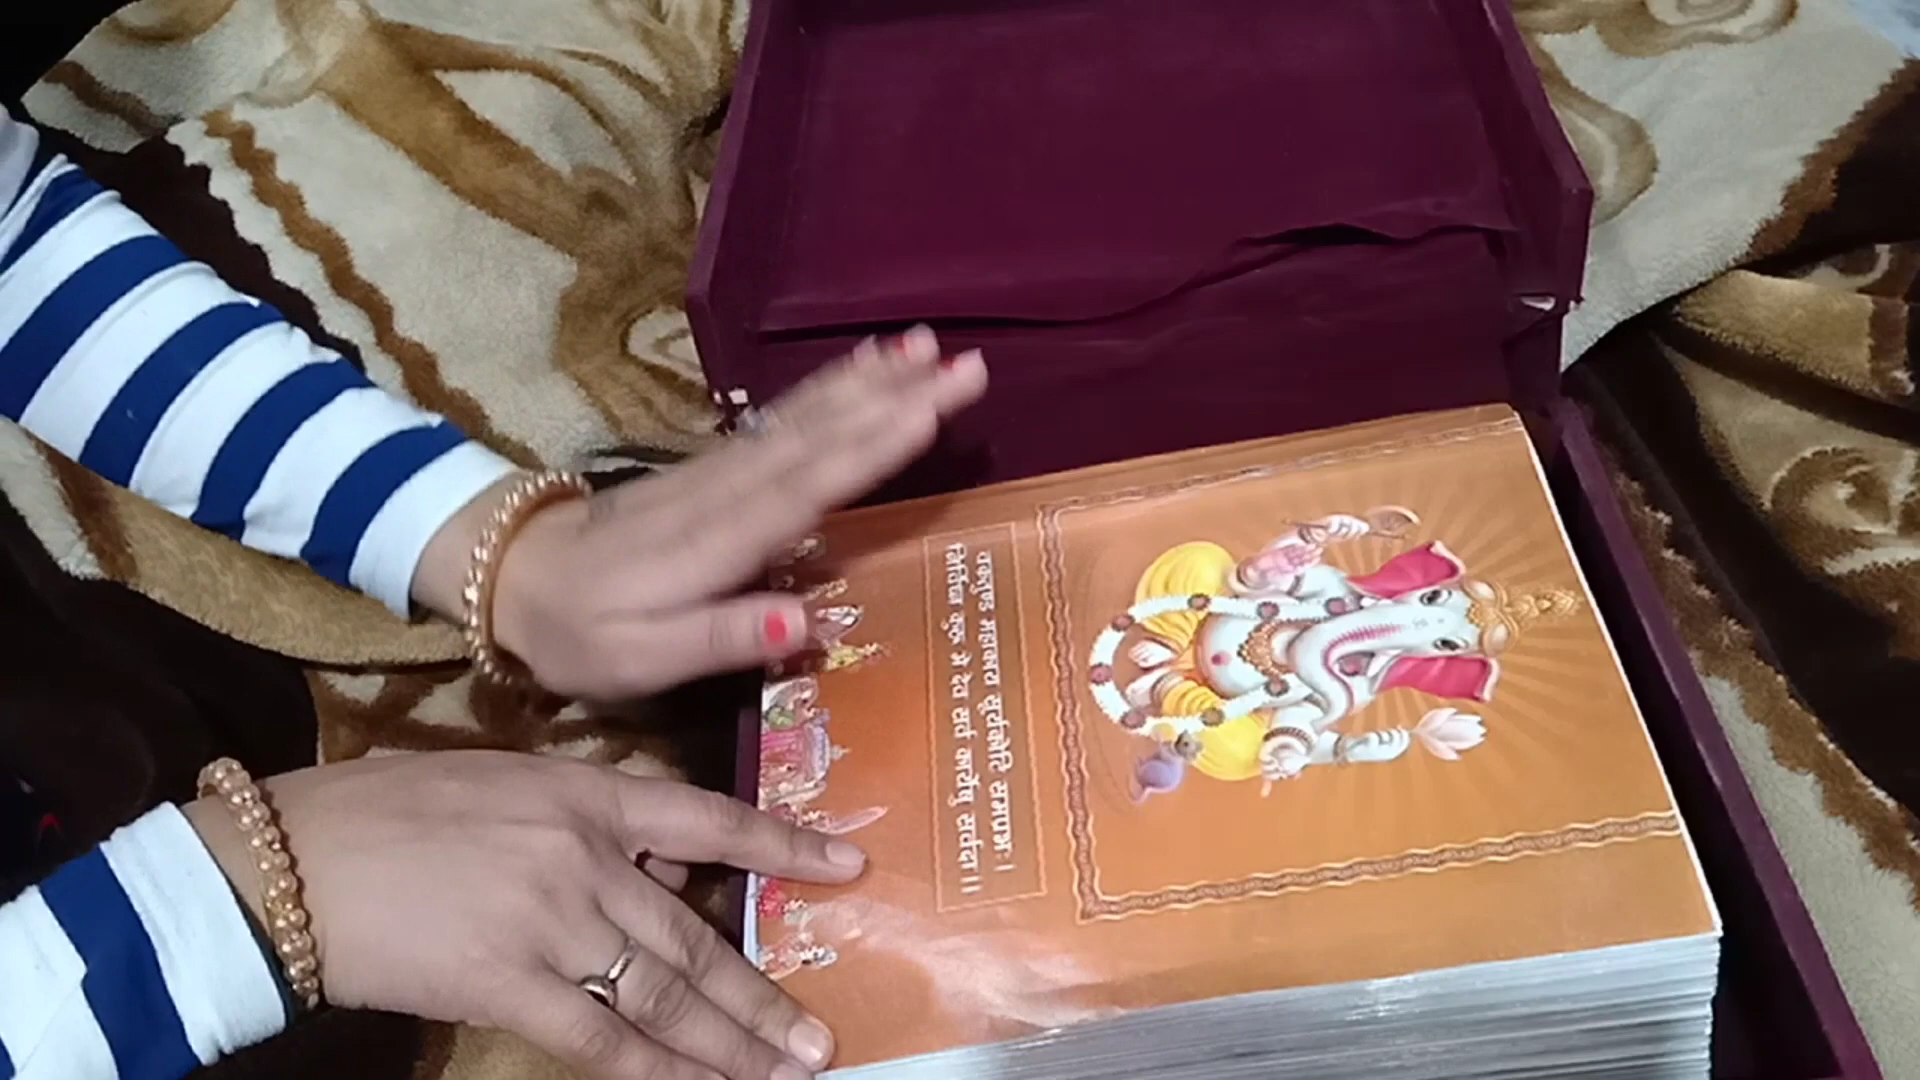 वक्रतुण्ड महाकाय सूर्यकोटि समप्रभः।
निर्विघ्नं कुरू मे देव सर्व कार्येषु सर्वदा।।